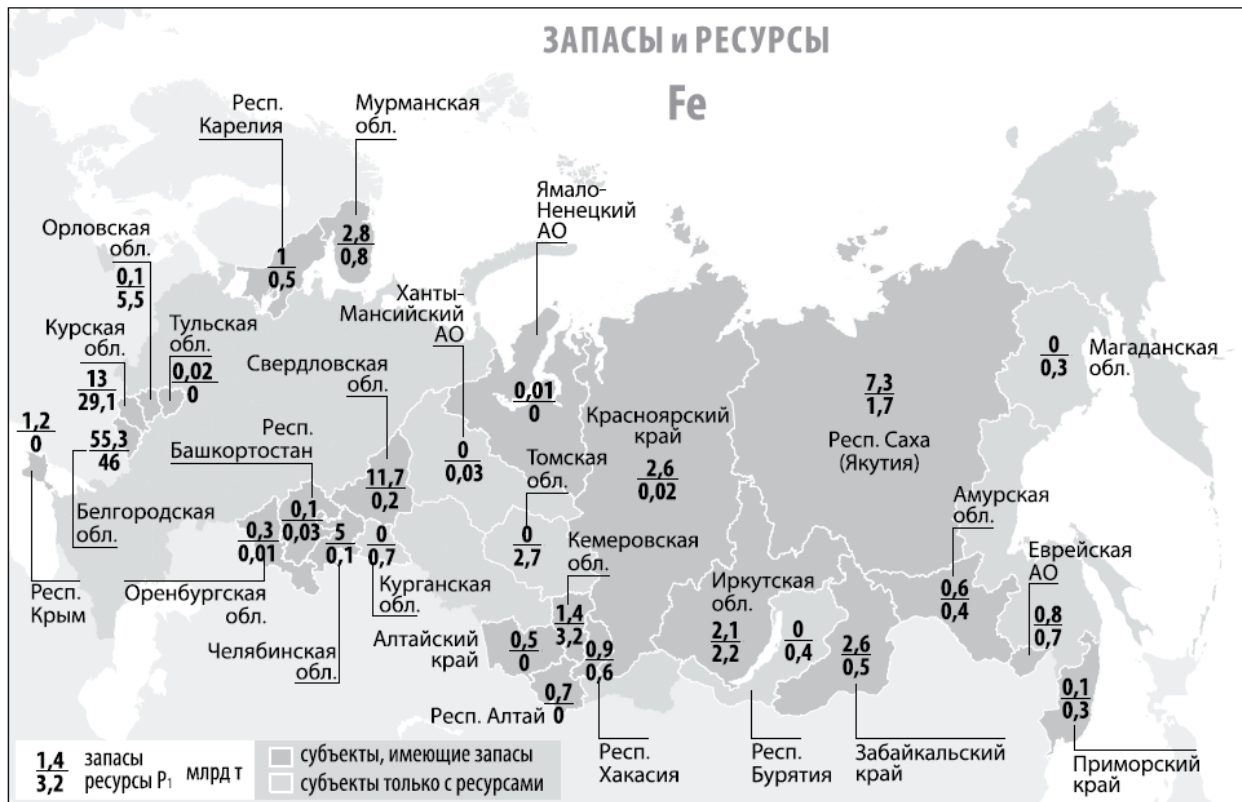 ЗАПАСЫ и РЕСУРСЫ
Fe
Респ.
Карелия
1
0,5
Мурманская
обл.
2,8
0,8
Ямало-
Ненецкий
АО
0,01
0
Орловская
обл.
0,1
5,5
Курская
обл.
13
29,1
Тульская
обл.
0,02
0
Ханты-
Мансийский
АО
0
0,03
Свердловская
обл.
11,7
0,2
Респ.
Башкортостан
0,1
0,03
1,2
0
Респ.
Крым
55,3
46
Белгородская
обл.
0,3
0,01
Оренбургская
обл.
5
0,1
Челябинская
обл.
0
0,7
Курганская
обл.
Томская
обл.
0
2,7
Красноярский
край
2,6
0,02
7,3
1,7
Респ. Саха
(Якутия)
0
0,3
Магаданская
обл.
Кемеровская
обл.
1,4
3,2
Алтайский
край
0,5
0
Респ. Алтай
0,7
0
0,9
0,6
Респ.
Хакасия
Иркутская
обл.
2,1
2,2
0
0,4
Респ.
Бурятия
2,6
0,5
Забайкальский
край
Амурская
обл.
0,6
0,4
Еврейская
АО
0,8
0,7
0,1
0,3
Приморский
край
1,4 запасы
3,2 ресурсы P₁ млрд т
субъекты, имеющие запасы
субъекты только с ресурсами